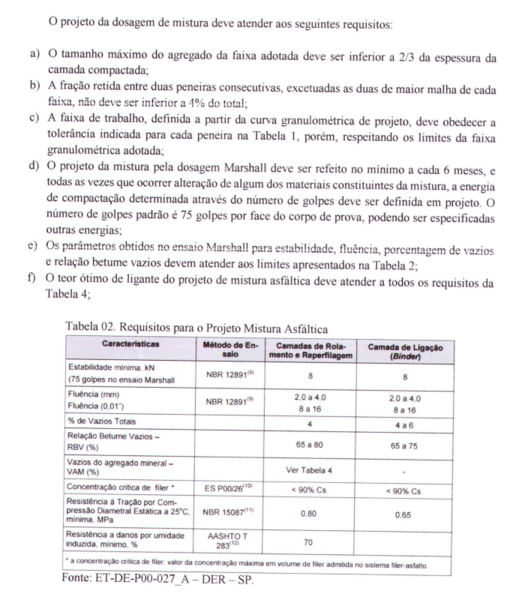 O projeto da dosagem de mistura deve atender aos seguintes requisitos:
a) O tamanho máximo do agregado da faixa adotada deve ser inferior a 2/3 da espessura da
camada compactada;
b) A fração retida entre duas peneiras consecutivas, excetuadas as duas de maior malha de cada
faixa, não deve ser inferior a 4% do total;
c) A faixa de trabalho, definida a partir da curva granulométrica de projeto, deve obedecer a
tolerância indicada para cada peneira na Tabela 1, porém, respeitando os limites da faixa
granulométrica adotada;
d) O projeto da mistura pela dosagem Marshall deve ser refeito no mínimo a cada 6 meses, e
todas as vezes que ocorrer alteração de algum dos materiais constituintes da mistura, a energia
de compactação determinada através do número de golpes deve ser definida em projeto. O
número de golpes padrão é 75 golpes por face do corpo de prova, podendo ser especificadas
outras energias;
e) Os parâmetros obtidos no ensaio Marshall para estabilidade, fluência, porcentagem de vazios
e relação betume vazios devem atender aos limites apresentados na Tabela 2;
f) O teor ótimo de ligante do projeto de mistura asfáltica deve atender a todos os requisitos da
Tabela 4;
Tabela 02. Requisitos para o Projeto Mistura Asfáltica
Características Método de En-saio Camadas de Rola-mento e Reperfilagem Camada de Ligação (Binder)
Estabilidade mínima, kN
(75 golpes no ensaio Marshall NBR 12891(9) 8 8
Fluência (mm) 2,0 a 4,0 2,0 a 4,0
Fluência (0,01") NBR 12891(9) 8 a 16 8 a 16
% de Vazios Totais 4 4 a 6
Relação Betume Vazios –
RBV (%) 65 a 80 65 a 75
Vazios do agregado mineral –
VAM (%) Ver Tabela 4 -
Concentração crítica de filer * ES P00/26(10) < 90% Cs < 90% Cs
Resistência à Tração por Com-
pressão Diametral Estática a 25°C, NBR 15087(11) 0,80 0,65
mínima, MPa
Resistência a danos por umidade AASHTO T
induzida, mínimo, % 283(12) 70
* a concentração crítica de filer: valor da concentração máxima em volume de filer admitida no sistema filer-asfalto.
Fonte: ET-DE-P00-027_A – DER – SP.